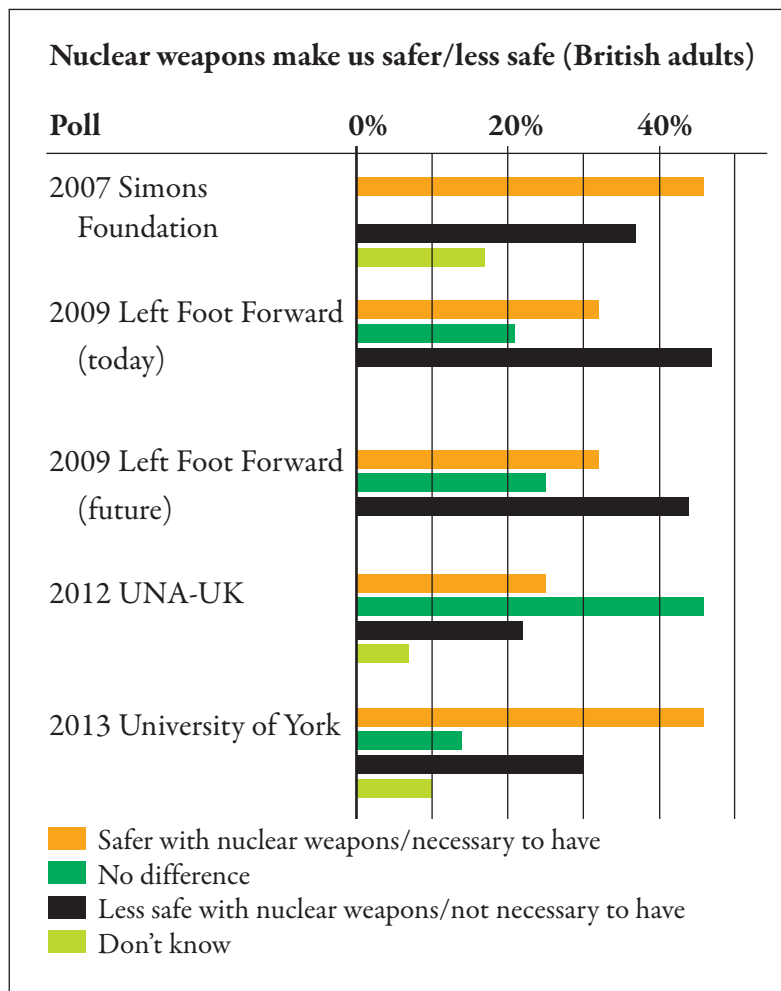 Nuclear weapons make us safer/less safe (British adults)
Poll 0% 20% 40%
2007 Simons
Foundation
2009 Left Foot Forward
(today)
2009 Left Foot Forward
(future)
2012 UNA-UK
2013 University of York
Safer with nuclear weapons/necessary to have
No difference
Less safe with nuclear weapons/not necessary to have
Don’t know